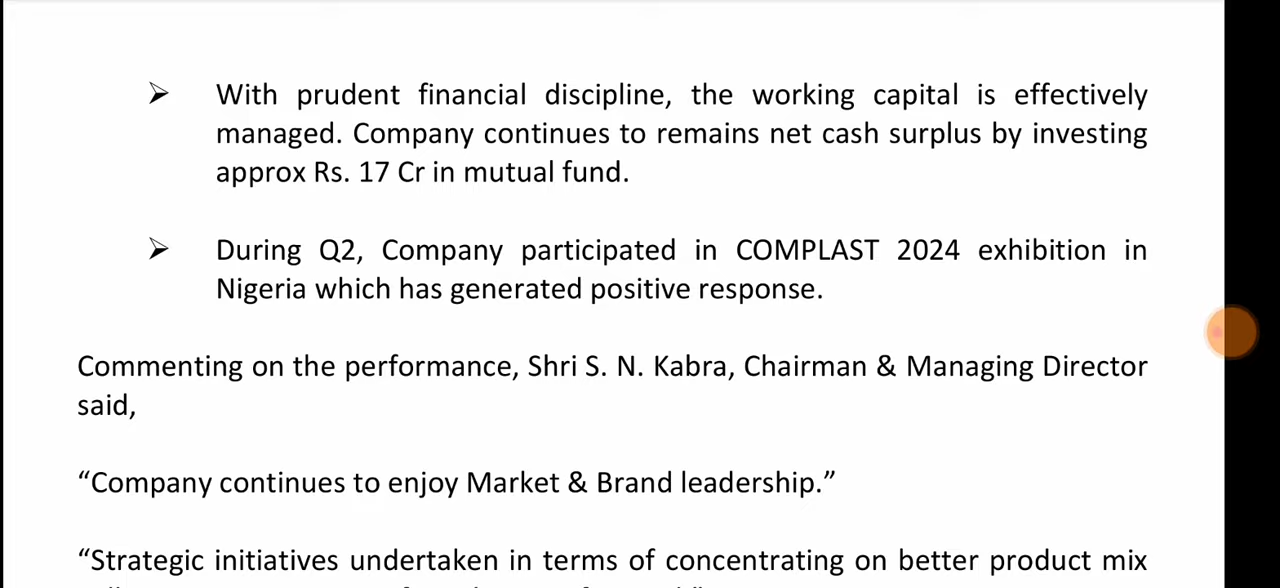 ➢ With prudent financial discipline, the working capital is effectively
managed. Company continues to remains net cash surplus by investing
approx Rs. 17 Cr in mutual fund.
➢ During Q2, Company participated in COMPLAST 2024 exhibition in
Nigeria which has generated positive response.
Commenting on the performance, Shri S. N. Kabra, Chairman & Managing Director
said,
“Company continues to enjoy Market & Brand leadership.”
“Strategic initiatives undertaken in terms of concentrating on better product mix